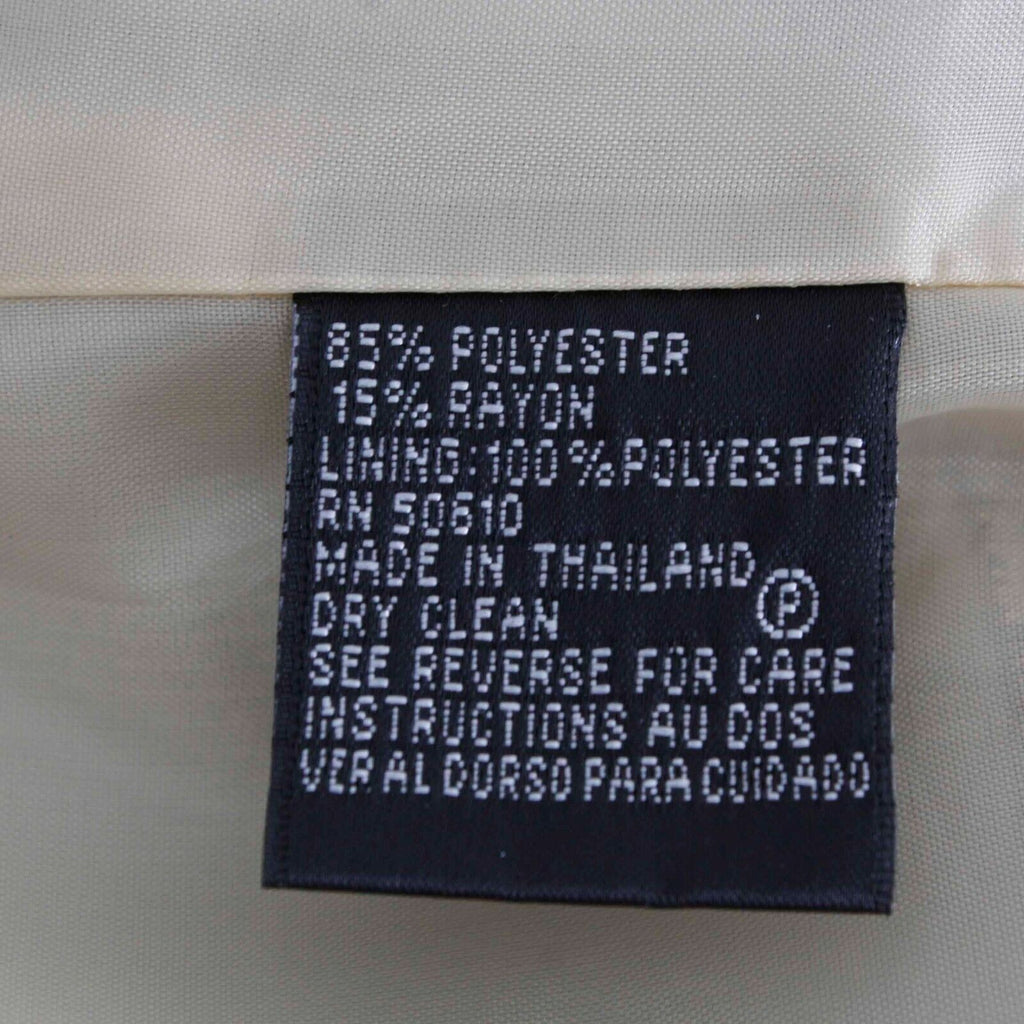 85% POLYESTER
15% RAYON
LINING:100%POLYESTER
RN 50610
MADE IN THAILAND
DRY CLEAN P
SEE REVERSE FOR CARE
INSTRUCTIONS AU DOS
VER AL DORSO PARA CUIDADO